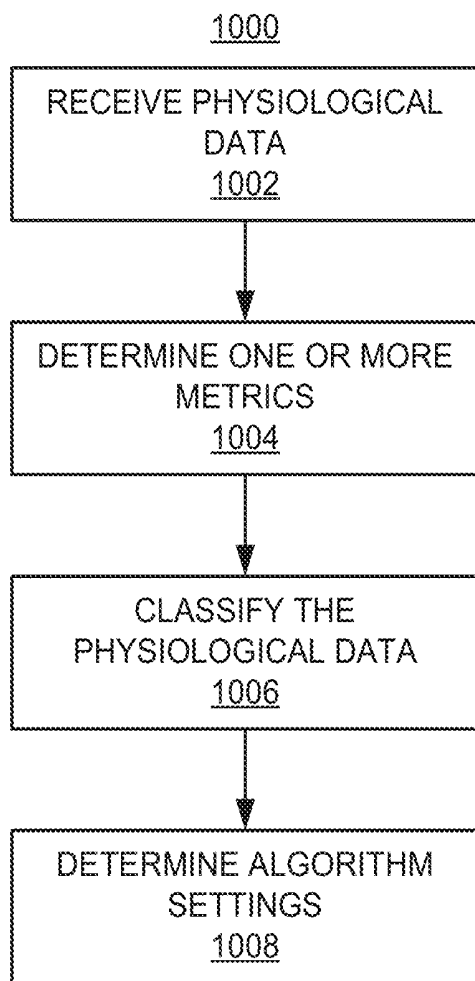 1000
RECEIVE PHYSIOLOGICAL
DATA
1002
DETERMINE ONE OR MORE
METRICS
1004
CLASSIFY THE
PHYSIOLOGICAL DATA
1006
DETERMINE ALGORITHM
SETTINGS
1008